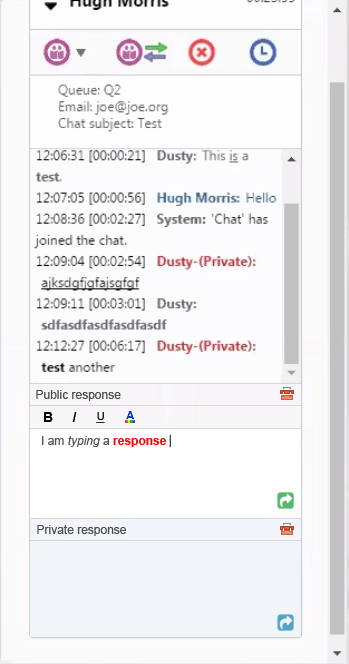 Hugh Morris
Queue: Q2
Email: joe@joe.org
Chat subject: Test
12:06:31 [00:00:21] Dusty: This is a
test.
12:07:05 [00:00:56] Hugh Morris: Hello
12:08:36 [00:02:27] System: 'Chat' has
joined the chat.
12:09:04 [00:02:54] Dusty-(Private):
ajksdgfjgfajsgfgf
12:09:11 [00:03:01] Dusty:
sdfasdfasdfasdfasdf
12:12:27 [00:06:17] Dusty-(Private):
test another
Public response
B I U A
I am typing a response
Private response